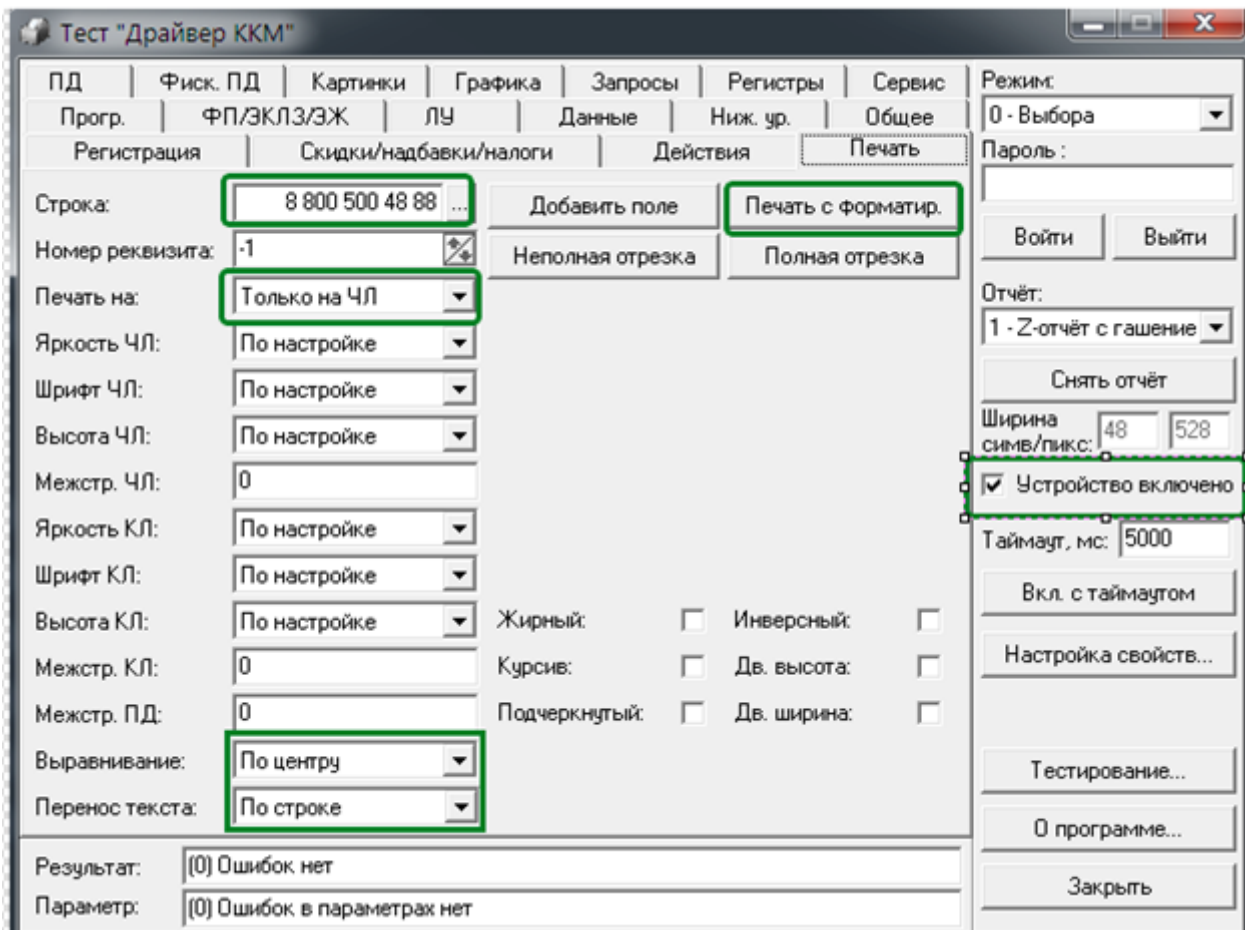 Тест "Драйвер ККМ"
ПД Фиск. ПД Картинки Графика Запросы Регистры Сервис
Прогр. ФП/ЭКЛЗ/ЭЖ ЛУ Данные Ниж. ур. Общее
Регистрация Скидки/надбавки/налоги Действия Печать
Строка: 8 800 500 48 88 ... Добавить поле Печать с форматир.
Номер реквизита: -1 Неполная отрезка Полная отрезка
Печать на: Только на ЧЛ
Яркость ЧЛ: По настройке
Шрифт ЧЛ: По настройке
Высота ЧЛ: По настройке
Межстр. ЧЛ: 0
Яркость КЛ: По настройке
Шрифт КЛ: По настройке
Высота КЛ: По настройке Жирный: Инверсный:
Межстр. КЛ: 0 Курсив: Дв. высота:
Межстр. ПД: 0 Подчеркнутый: Дв. ширина:
Выравнивание: По центру
Перенос текста: По строке
Результат: (0) Ошибок нет
Параметр: (0) Ошибок в параметрах нет
Режим:
0 - Выбора
Пароль :
Войти Выйти
Отчёт:
1 - Z-отчёт с гашение
Снять отчёт
Ширина
симв/пикс: 48 528
Устройство включено
Таймаут, мс: 5000
Вкл. с таймаутом
Настройка свойств...
Тестирование...
О программе...
Закрыть